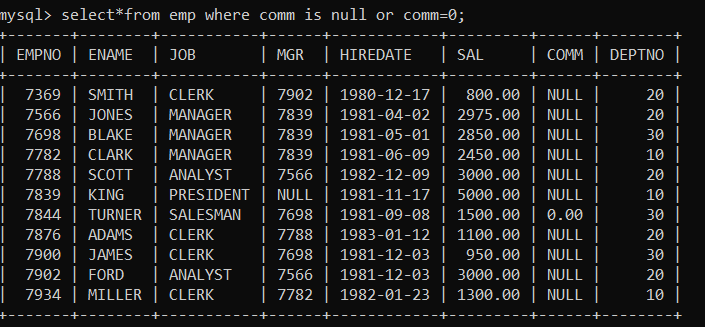 mysql> select*from emp where comm is null or comm=0;
+-------+--------+-----------+------+------------+---------+------+--------+
| EMPNO | ENAME  | JOB       | MGR  | HIREDATE   | SAL     | COMM | DEPTNO |
+-------+--------+-----------+------+------------+---------+------+--------+
|  7369 | SMITH  | CLERK     | 7902 | 1980-12-17 |  800.00 | NULL |     20 |
|  7566 | JONES  | MANAGER   | 7839 | 1981-04-02 | 2975.00 | NULL |     20 |
|  7698 | BLAKE  | MANAGER   | 7839 | 1981-05-01 | 2850.00 | NULL |     30 |
|  7782 | CLARK  | MANAGER   | 7839 | 1981-06-09 | 2450.00 | NULL |     10 |
|  7788 | SCOTT  | ANALYST   | 7566 | 1982-12-09 | 3000.00 | NULL |     20 |
|  7839 | KING   | PRESIDENT | NULL | 1981-11-17 | 5000.00 | NULL |     10 |
|  7844 | TURNER | SALESMAN  | 7698 | 1981-09-08 | 1500.00 | 0.00 |     30 |
|  7876 | ADAMS  | CLERK     | 7788 | 1983-01-12 | 1100.00 | NULL |     20 |
|  7900 | JAMES  | CLERK     | 7698 | 1981-12-03 |  950.00 | NULL |     30 |
|  7902 | FORD   | ANALYST   | 7566 | 1981-12-03 | 3000.00 | NULL |     20 |
|  7934 | MILLER | CLERK     | 7782 | 1982-01-23 | 1300.00 | NULL |     10 |
+-------+--------+-----------+------+------------+---------+------+--------+